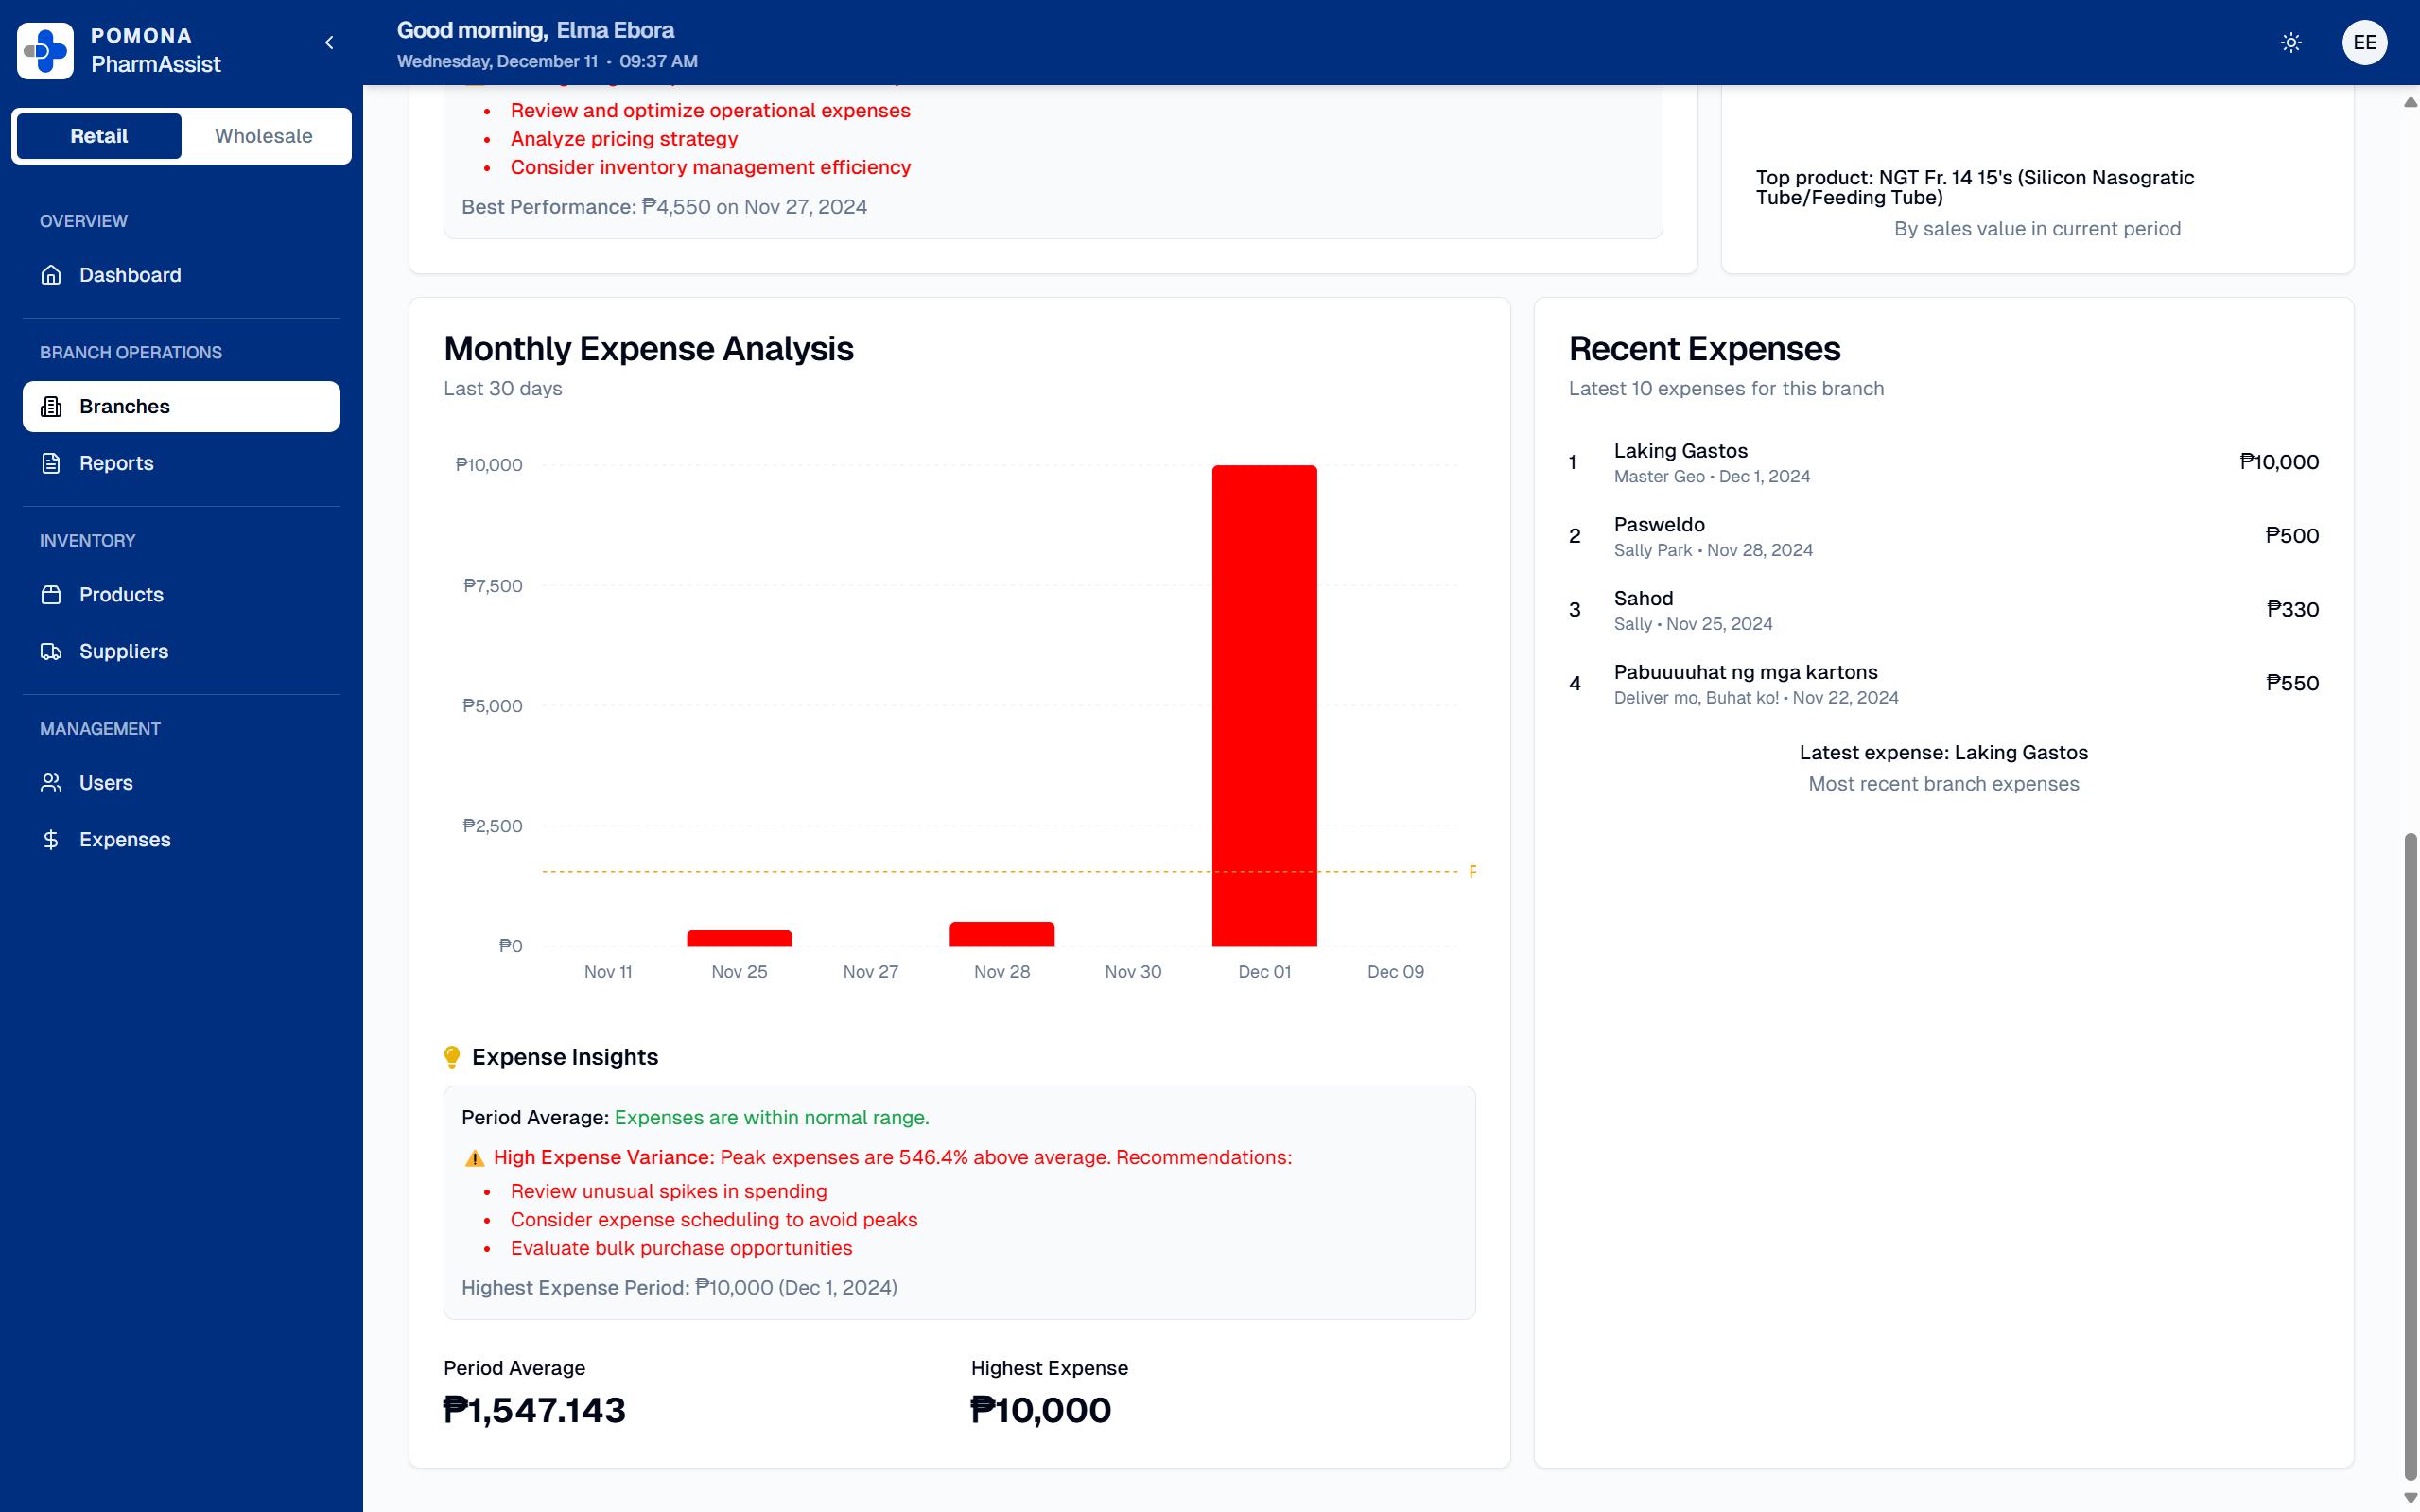 POMONA
PharmAssist
Retail
Wholesale
OVERVIEW
Dashboard
BRANCH OPERATIONS
Branches
Reports
INVENTORY
Products
Suppliers
MANAGEMENT
Users
Expenses
Good morning, Elma Ebora
Wednesday, December 11 • 09:37 AM
EE
• Review and optimize operational expenses
• Analyze pricing strategy
• Consider inventory management efficiency
Best Performance: ₱4,550 on Nov 27, 2024
Top product: NGT Fr. 14 15's (Silicon Nasogratic
Tube/Feeding Tube)
By sales value in current period
Monthly Expense Analysis
Last 30 days
₱10,000
₱7,500
₱5,000
₱2,500
₱0
Nov 11
Nov 25
Nov 27
Nov 28
Nov 30
Dec 01
Dec 09
Expense Insights
Period Average: Expenses are within normal range.
High Expense Variance: Peak expenses are 546.4% above average. Recommendations:
• Review unusual spikes in spending
• Consider expense scheduling to avoid peaks
• Evaluate bulk purchase opportunities
Highest Expense Period: ₱10,000 (Dec 1, 2024)
Period Average
₱1,547.143
Highest Expense
₱10,000
Recent Expenses
Latest 10 expenses for this branch
1
Laking Gastos
Master Geo • Dec 1, 2024
₱10,000
2
Pasweldo
Sally Park • Nov 28, 2024
₱500
3
Sahod
Sally • Nov 25, 2024
₱330
4
Pabuuuuhat ng mga kartons
Deliver mo, Buhat ko! • Nov 22, 2024
₱550
Latest expense: Laking Gastos
Most recent branch expenses